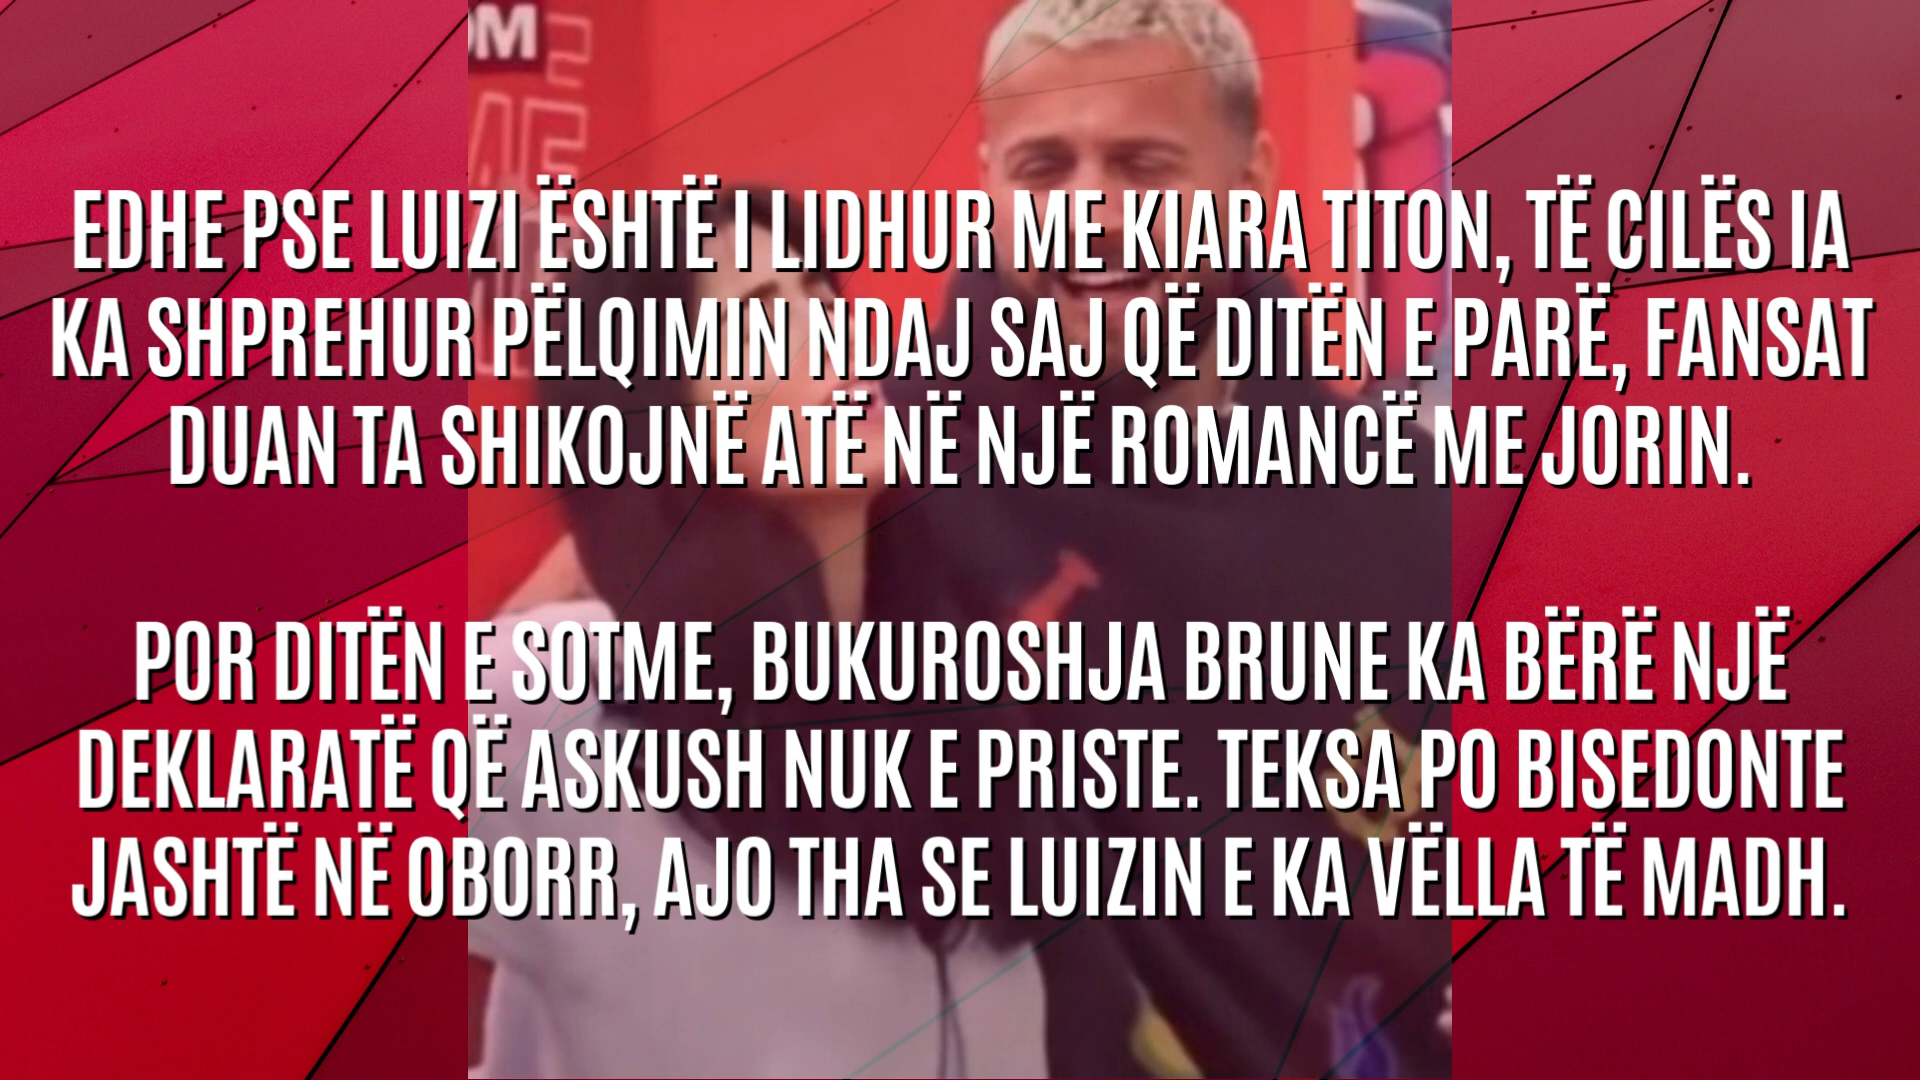 EDHE PSE LUIZI ËSHTË I LIDHUR ME KIARA TITON, TË CILËS IA
KA SHPREHUR PËLQIMIN NDAJ SAJ QË DITËN E PARË, FANSAT
DUAN TA SHIKOJNË ATË NË NJË ROMANCË ME JORIN.
POR DITËN E SOTME, BUKUROSHJA BRUNE KA BËRË NJË
DEKLARATË QË ASKUSH NUK E PRISTE. TEKSA PO BISEDONTE
JASHTË NË OBORR, AJO THA SE LUIZIN E KA VËLLA TË MADH.